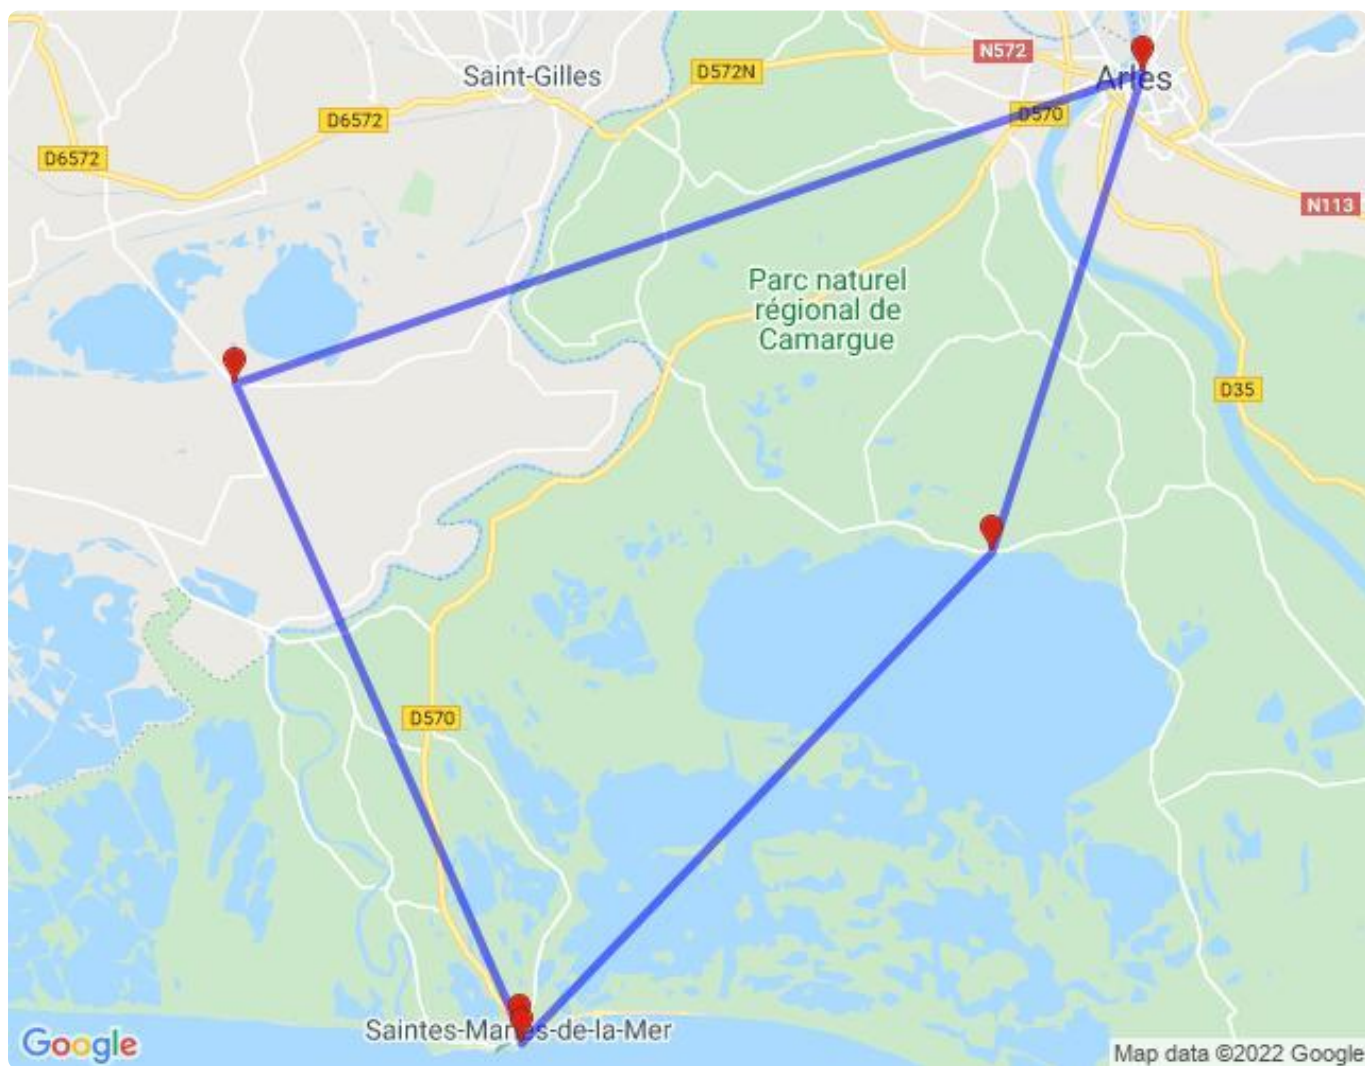 Saint-Gilles
D572N
N572
Arles
D570
D6572
D6572
N113
Parc naturel
régional de
Camargue
D35
D570
Saintes-Maries-de-la-Mer
Google
Map data ©2022 Google